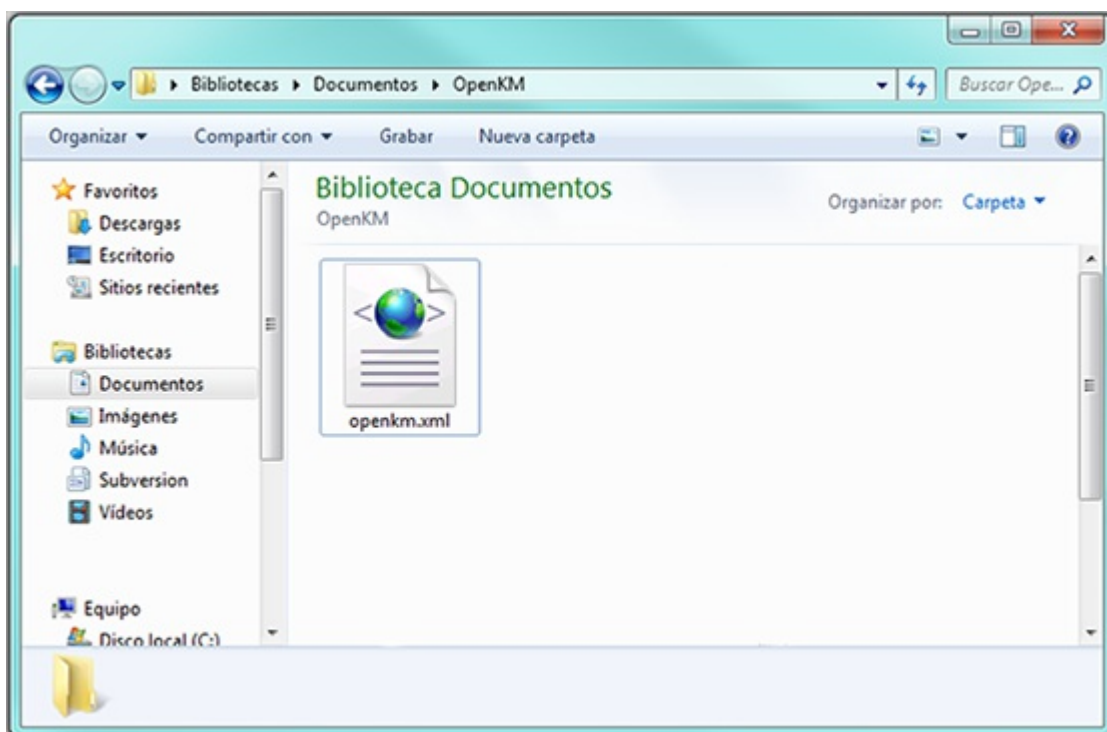 Bibliotecas Documentos OpenKM
Buscar Ope...
Organizar Compartir con Grabar Nueva carpeta
Favoritos
Descargas
Escritorio
Sitios recientes
Bibliotecas
Documentos
Imágenes
Música
Subversion
Vídeos
Equipo
Disco local (C:)
Biblioteca Documentos
OpenKM
Organizar por: Carpeta
openkm.xml